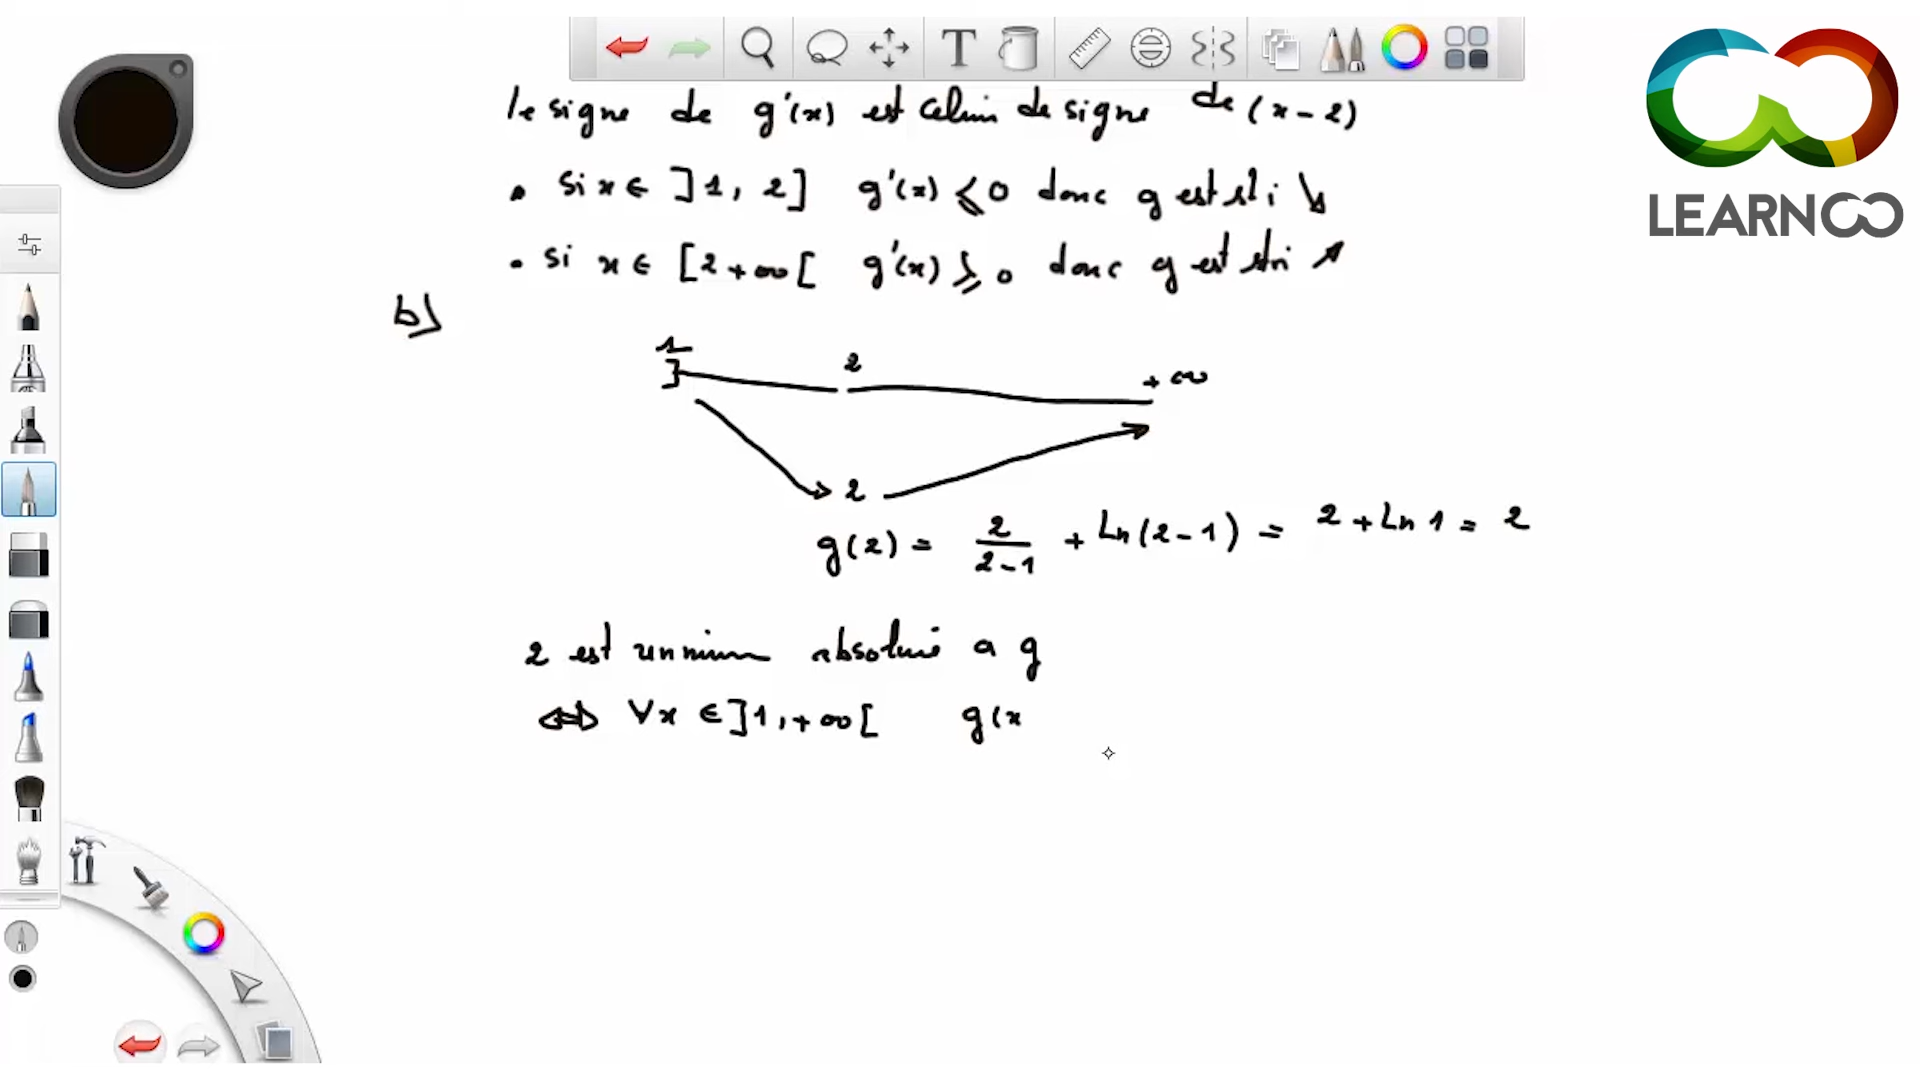 le signe de g'(x) est celui de signe de (x-2)
• si x ∈ ]1, 2] g'(x) ⩽ 0 donc g est stri ↘
• si x ∈ [2 +∞[ g'(x) ⩾ 0 donc g est stri ↗
b)
1 2 +∞
]
2
g(2) = 2/(2-1) + Ln(2-1) = 2 + Ln 1 = 2
2 est un absolue a g
⇔ ∀x ∈ ]1, +∞[ g(x
T
LEARNOO